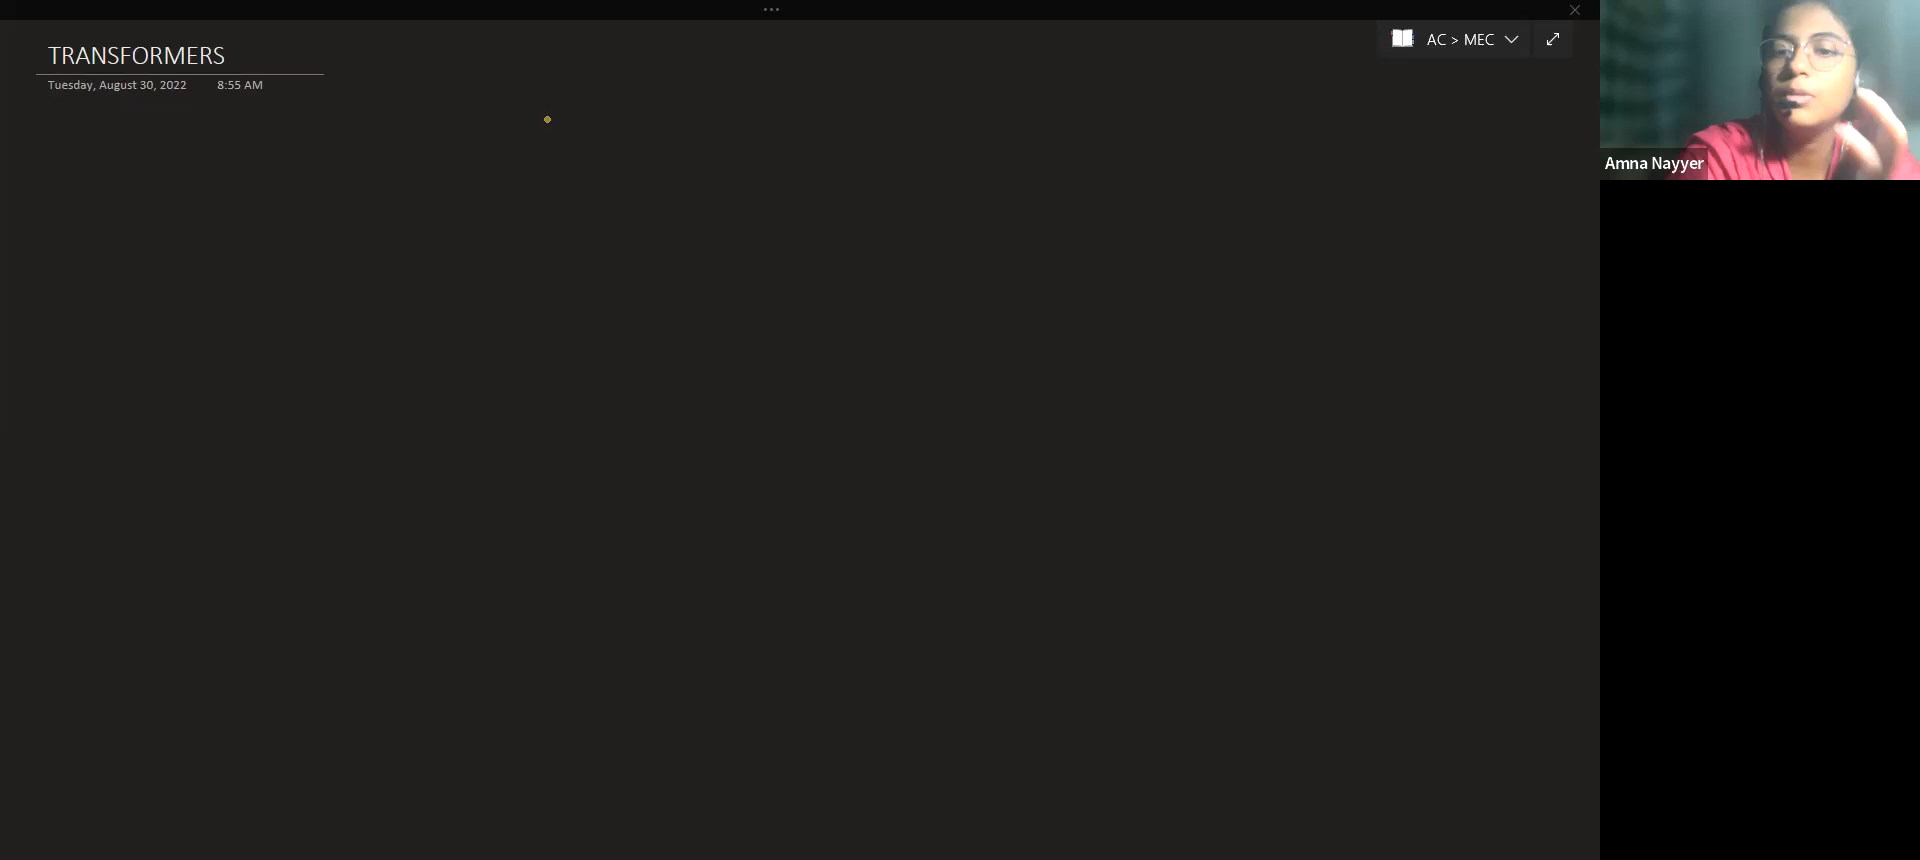 TRANSFORMERS
Tuesday, August 30, 2022 8:55 AM
AC > MEC
Amna Nayyer